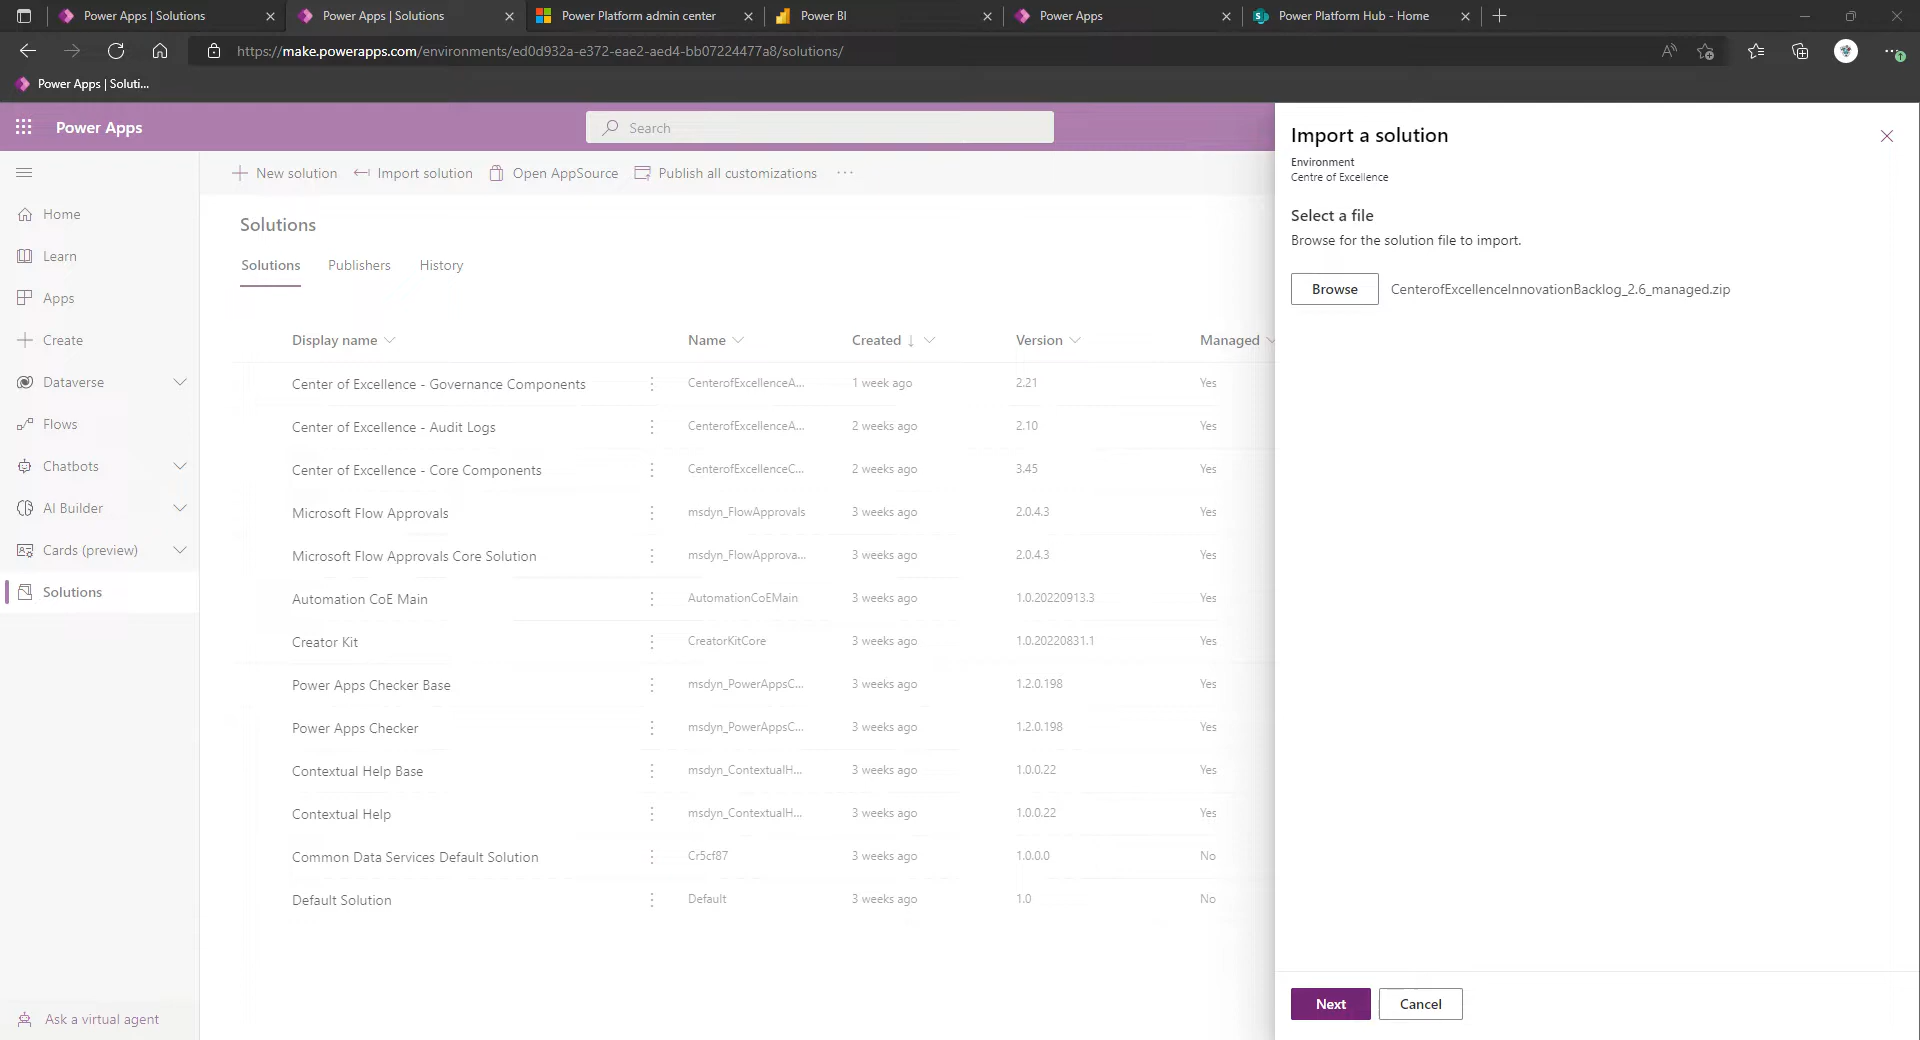 Power Apps | Solutions
Power Apps | Solutions
Power Platform admin center
Power BI
Power Apps
Power Platform Hub - Home
https://make.powerapps.com/environments/ed0d932a-e372-eae2-aed4-bb07224477a8/solutions/
Power Apps | Soluti...
Power Apps
Search
New solution
Import solution
Open AppSource
Publish all customizations
Home
Learn
Apps
Create
Dataverse
Flows
Chatbots
AI Builder
Cards (preview)
Solutions
Ask a virtual agent
Solutions
Solutions Publishers History
Display name Name Created ↓ Version Managed
Center of Excellence - Governance Components CenterofExcellenceA... 1 week ago 2.21 Yes
Center of Excellence - Audit Logs CenterofExcellenceA... 2 weeks ago 2.10 Yes
Center of Excellence - Core Components CenterofExcellenceC... 2 weeks ago 3.45 Yes
Microsoft Flow Approvals msdyn_FlowApprovals 3 weeks ago 2.0.4.3 Yes
Microsoft Flow Approvals Core Solution msdyn_FlowApprova... 3 weeks ago 2.0.4.3 Yes
Automation CoE Main AutomationCoEMain 3 weeks ago 1.0.20220913.3 Yes
Creator Kit CreatorKitCore 3 weeks ago 1.0.20220831.1 Yes
Power Apps Checker Base msdyn_PowerAppsC... 3 weeks ago 1.2.0.198 Yes
Power Apps Checker msdyn_PowerAppsC... 3 weeks ago 1.2.0.198 Yes
Contextual Help Base msdyn_ContextualH... 3 weeks ago 1.0.0.22 Yes
Contextual Help msdyn_ContextualH... 3 weeks ago 1.0.0.22 Yes
Common Data Services Default Solution Cr5cf87 3 weeks ago 1.0.0.0 No
Default Solution Default 3 weeks ago 1.0 No
Import a solution
Environment
Centre of Excellence
Select a file
Browse for the solution file to import.
Browse CenterofExcellenceInnovationBacklog_2.6_managed.zip
Next Cancel